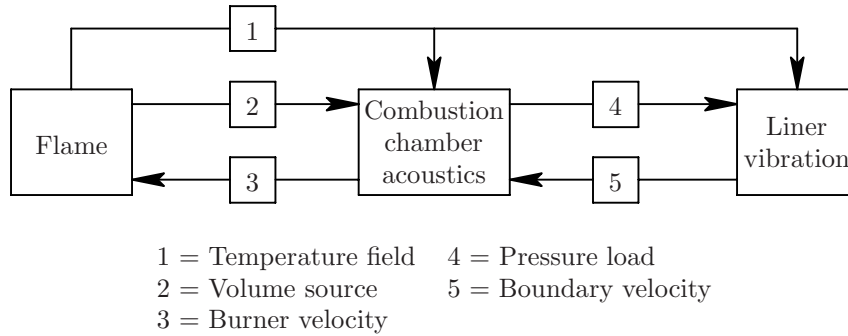 1
2
3
4
5
Flame
Combustion
chamber
acoustics
Liner
vibration
1 = Temperature field
2 = Volume source
3 = Burner velocity
4 = Pressure load
5 = Boundary velocity